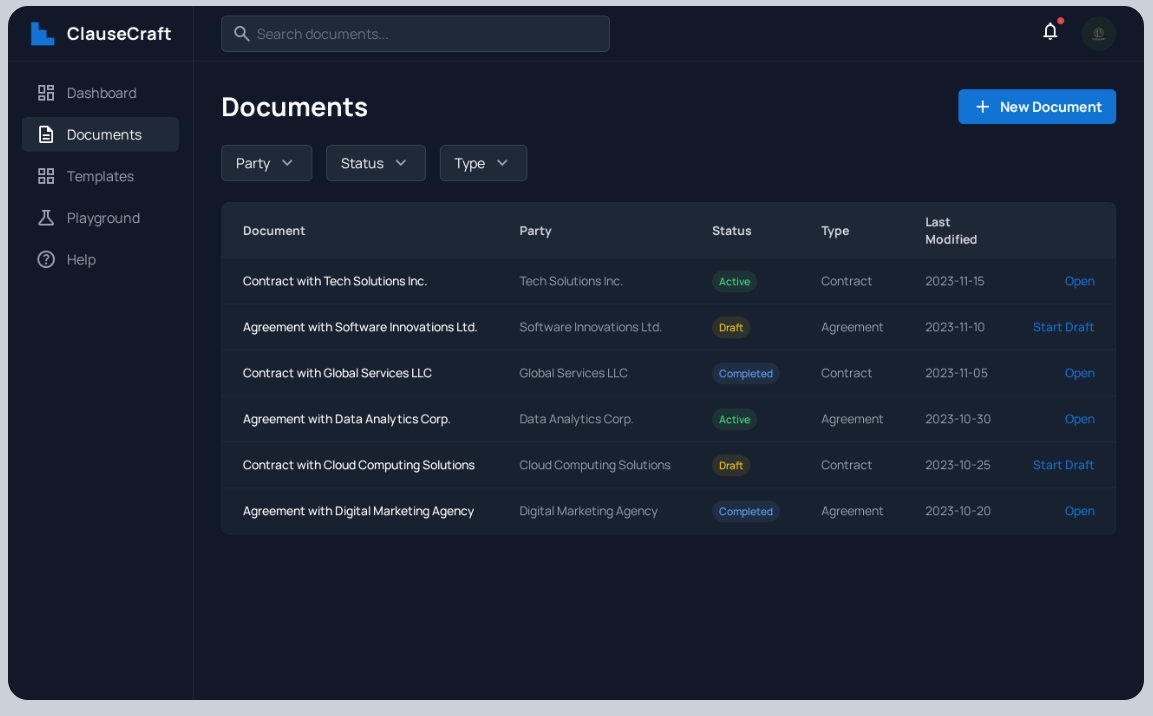 ClauseCraft
Search documents...
Dashboard
Documents
Templates
Playground
Help
Documents
New Document
Party
Status
Type
Document Party Status Type Last Modified
Contract with Tech Solutions Inc. Tech Solutions Inc. Active Contract 2023-11-15 Open
Agreement with Software Innovations Ltd. Software Innovations Ltd. Draft Agreement 2023-11-10 Start Draft
Contract with Global Services LLC Global Services LLC Completed Contract 2023-11-05 Open
Agreement with Data Analytics Corp. Data Analytics Corp. Active Agreement 2023-10-30 Open
Contract with Cloud Computing Solutions Cloud Computing Solutions Draft Contract 2023-10-25 Start Draft
Agreement with Digital Marketing Agency Digital Marketing Agency Completed Agreement 2023-10-20 Open